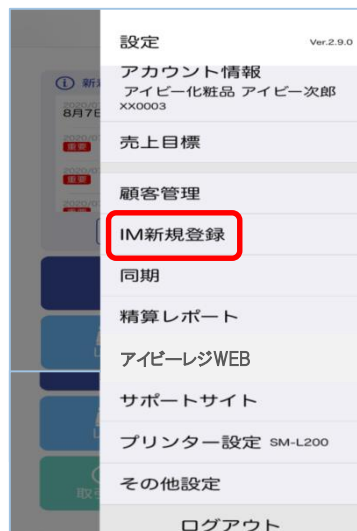 設定 Ver.2.9.0
アカウント情報
アイビー化粧品 アイビー次郎
XX0003
売上目標
顧客管理
IM新規登録
同期
精算レポート
アイビーレジWEB
サポートサイト
プリンター設定 SM-L200
その他設定
ログアウト
新
8月7日
重要
重要
取